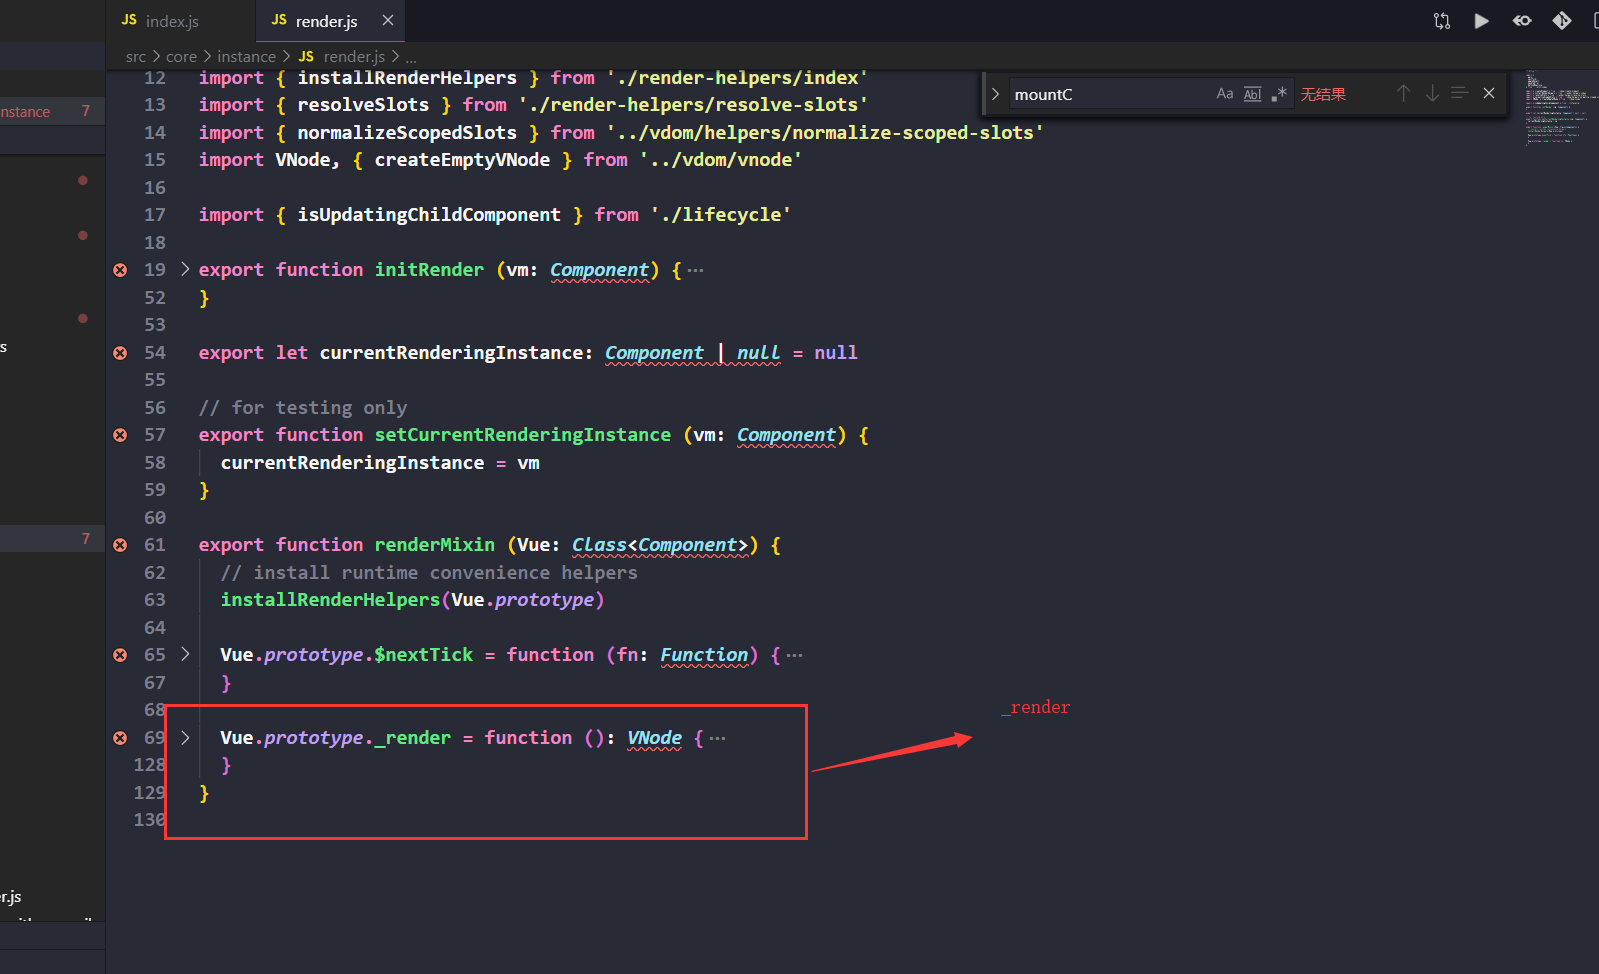 JS index.js
JS render.js
src > core > instance > JS render.js > ...
mountC
Aa
Abl
.*
无结果
nstance 7
s
7
r.js
12 import { installRenderHelpers } from './render-helpers/index'
13 import { resolveSlots } from './render-helpers/resolve-slots'
14 import { normalizeScopedSlots } from '../vdom/helpers/normalize-scoped-slots'
15 import VNode, { createEmptyVNode } from '../vdom/vnode'
16
17 import { isUpdatingChildComponent } from './lifecycle'
18
19 export function initRender (vm: Component) { ···
52 }
53
54 export let currentRenderingInstance: Component | null = null
55
56 // for testing only
57 export function setCurrentRenderingInstance (vm: Component) {
58 currentRenderingInstance = vm
59 }
60
61 export function renderMixin (Vue: Class<Component>) {
62 // install runtime convenience helpers
63 installRenderHelpers(Vue.prototype)
64
65 Vue.prototype.$nextTick = function (fn: Function) { ···
67 }
68
69 Vue.prototype._render = function (): VNode { ···
128 }
129 }
130
_render